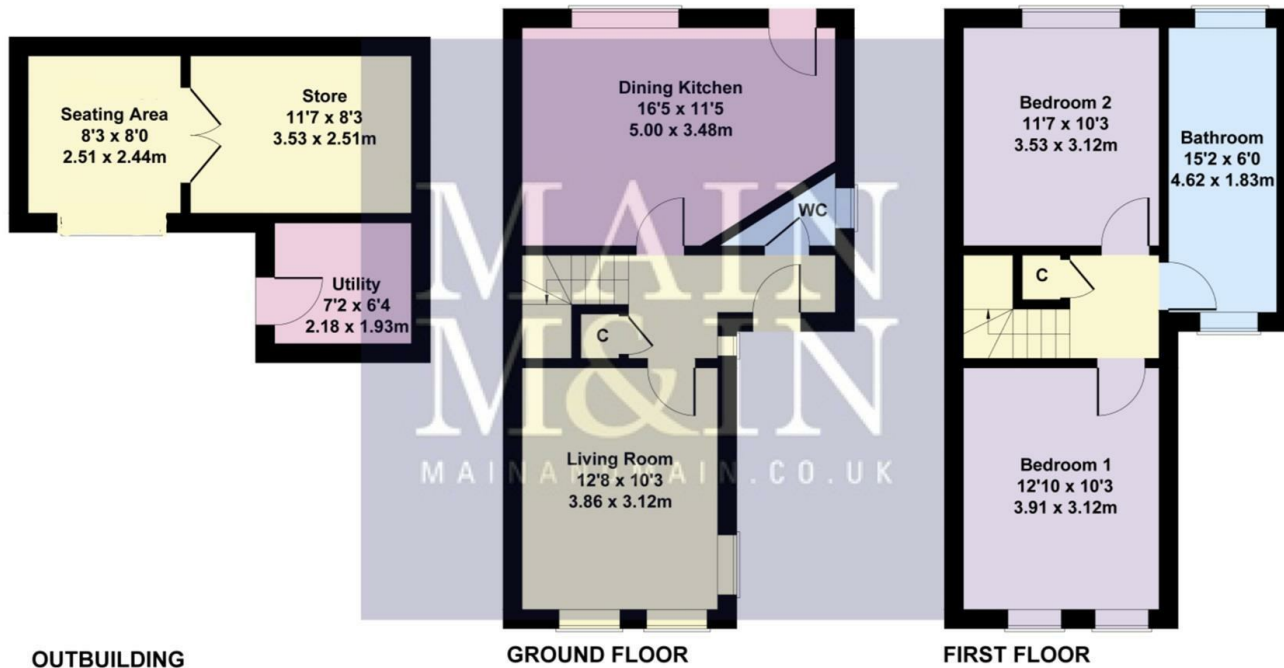 Seating Area
8'3 x 8'0
2.51 x 2.44m
Store
11'7 x 8'3
3.53 x 2.51m
Utility
7'2 x 6'4
2.18 x 1.93m
OUTBUILDING
Dining Kitchen
16'5 x 11'5
5.00 x 3.48m
WC
C
Living Room
12'8 x 10'3
3.86 x 3.12m
GROUND FLOOR
MAIN
M&IN
MAINANDMAIN.CO.UK
Bedroom 2
11'7 x 10'3
3.53 x 3.12m
Bathroom
15'2 x 6'0
4.62 x 1.83m
C
Bedroom 1
12'10 x 10'3
3.91 x 3.12m
FIRST FLOOR